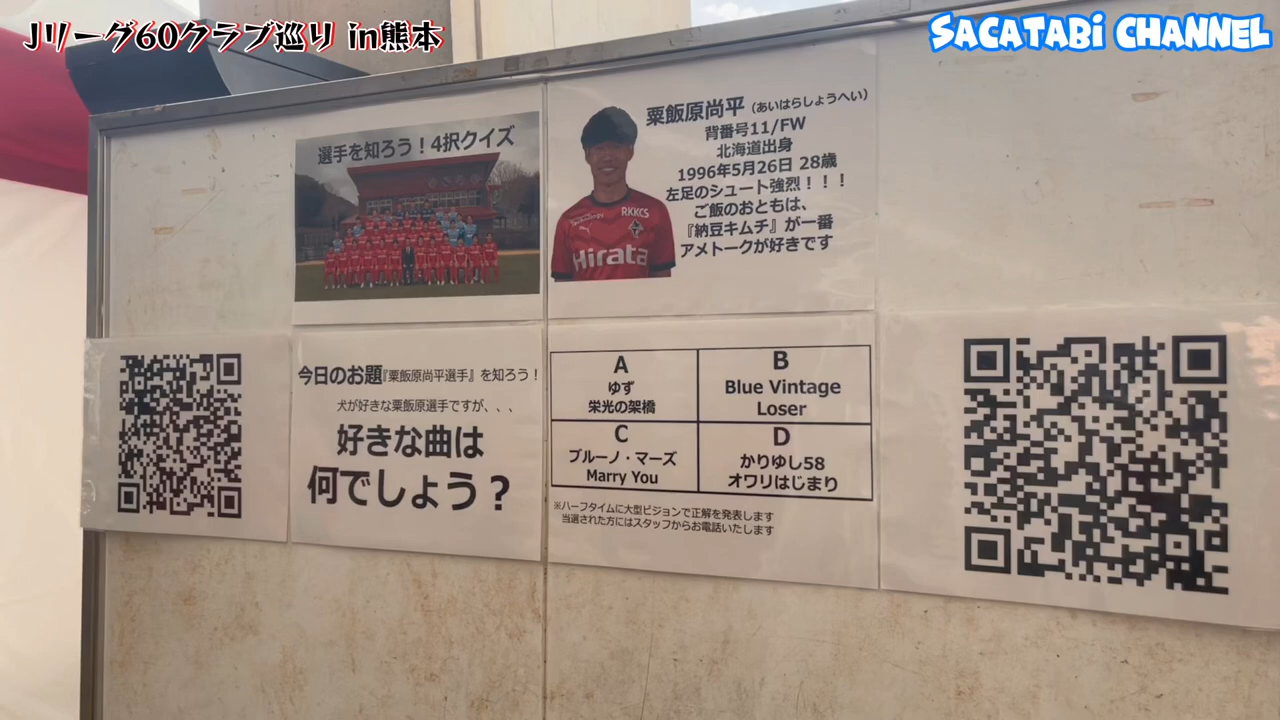 Jリーグ60クラブ巡り in熊本
SACATABi CHANNEL
選手を知ろう！4択クイズ
粟飯原尚平（あいはらしょうへい）
背番号11/FW
北海道出身
1996年5月26日 28歳
左足のシュート強烈！！！
ご飯のおともは、
『納豆キムチ』が一番
アメトークが好きです
RKKCS
Hirata
今日のお題『粟飯原尚平選手』を知ろう！
犬が好きな粟飯原選手ですが、、、
好きな曲は
何でしょう？
A
ゆず
栄光の架橋
B
Blue Vintage
Loser
C
ブルーノ・マーズ
Marry You
D
かりゆし58
オワリはじまり
※ハーフタイムに大型ビジョンで正解を発表します
当選された方にはスタッフからお電話いたします